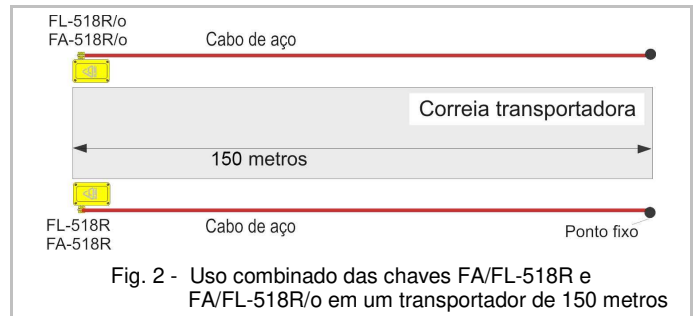 FL-518R/o
FA-518R/o
Cabo de aço
Correia transportadora
150 metros
FL-518R
FA-518R
Cabo de aço
Ponto fixo
Fig. 2 - Uso combinado das chaves FA/FL-518R e
FA/FL-518R/o em um transportador de 150 metros